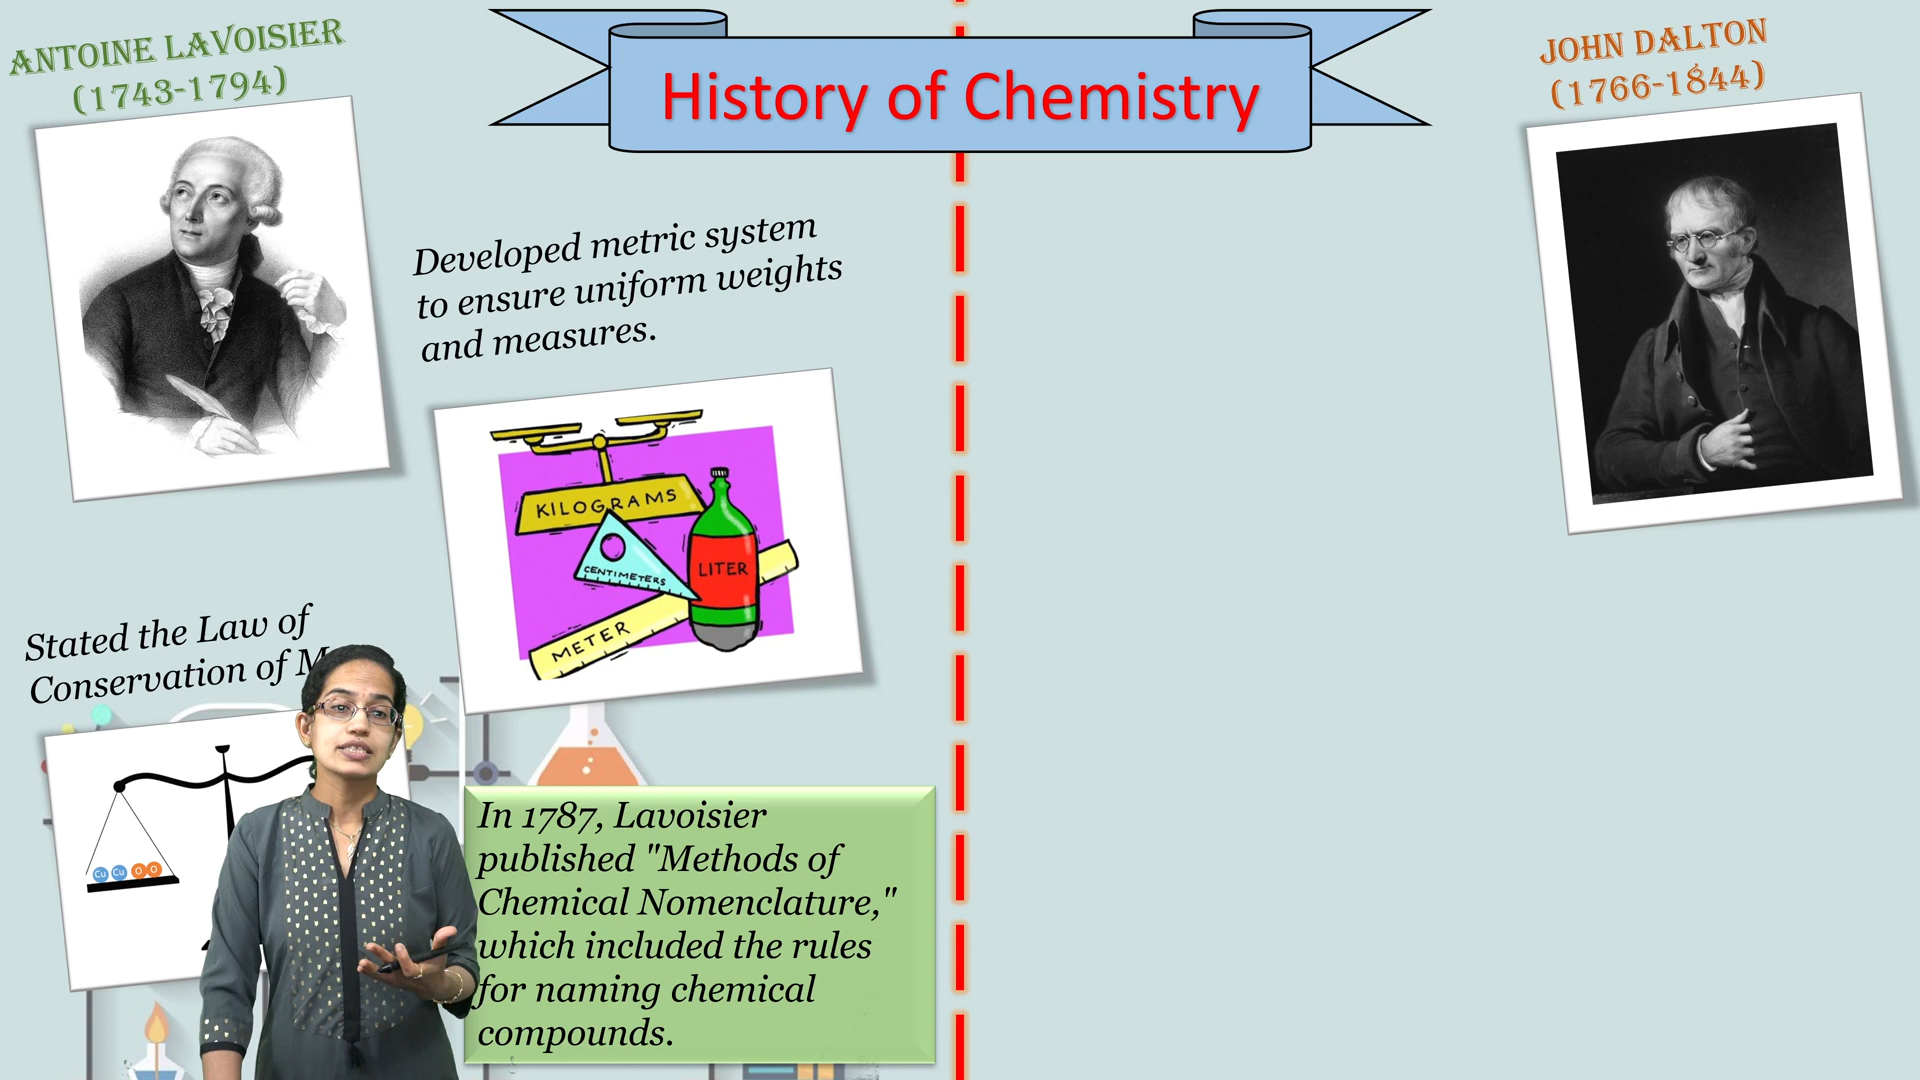 History of Chemistry
ANTOINE LAVOISIER
(1743-1794)
Developed metric system
to ensure uniform weights
and measures.
KILOGRAMS
CENTIMETERS
LITER
METER
Stated the Law of
Conservation of
Cu Cu O O
In 1787, Lavoisier
published "Methods of
Chemical Nomenclature,"
which included the rules
for naming chemical
compounds.
JOHN DALTON
(1766-1844)